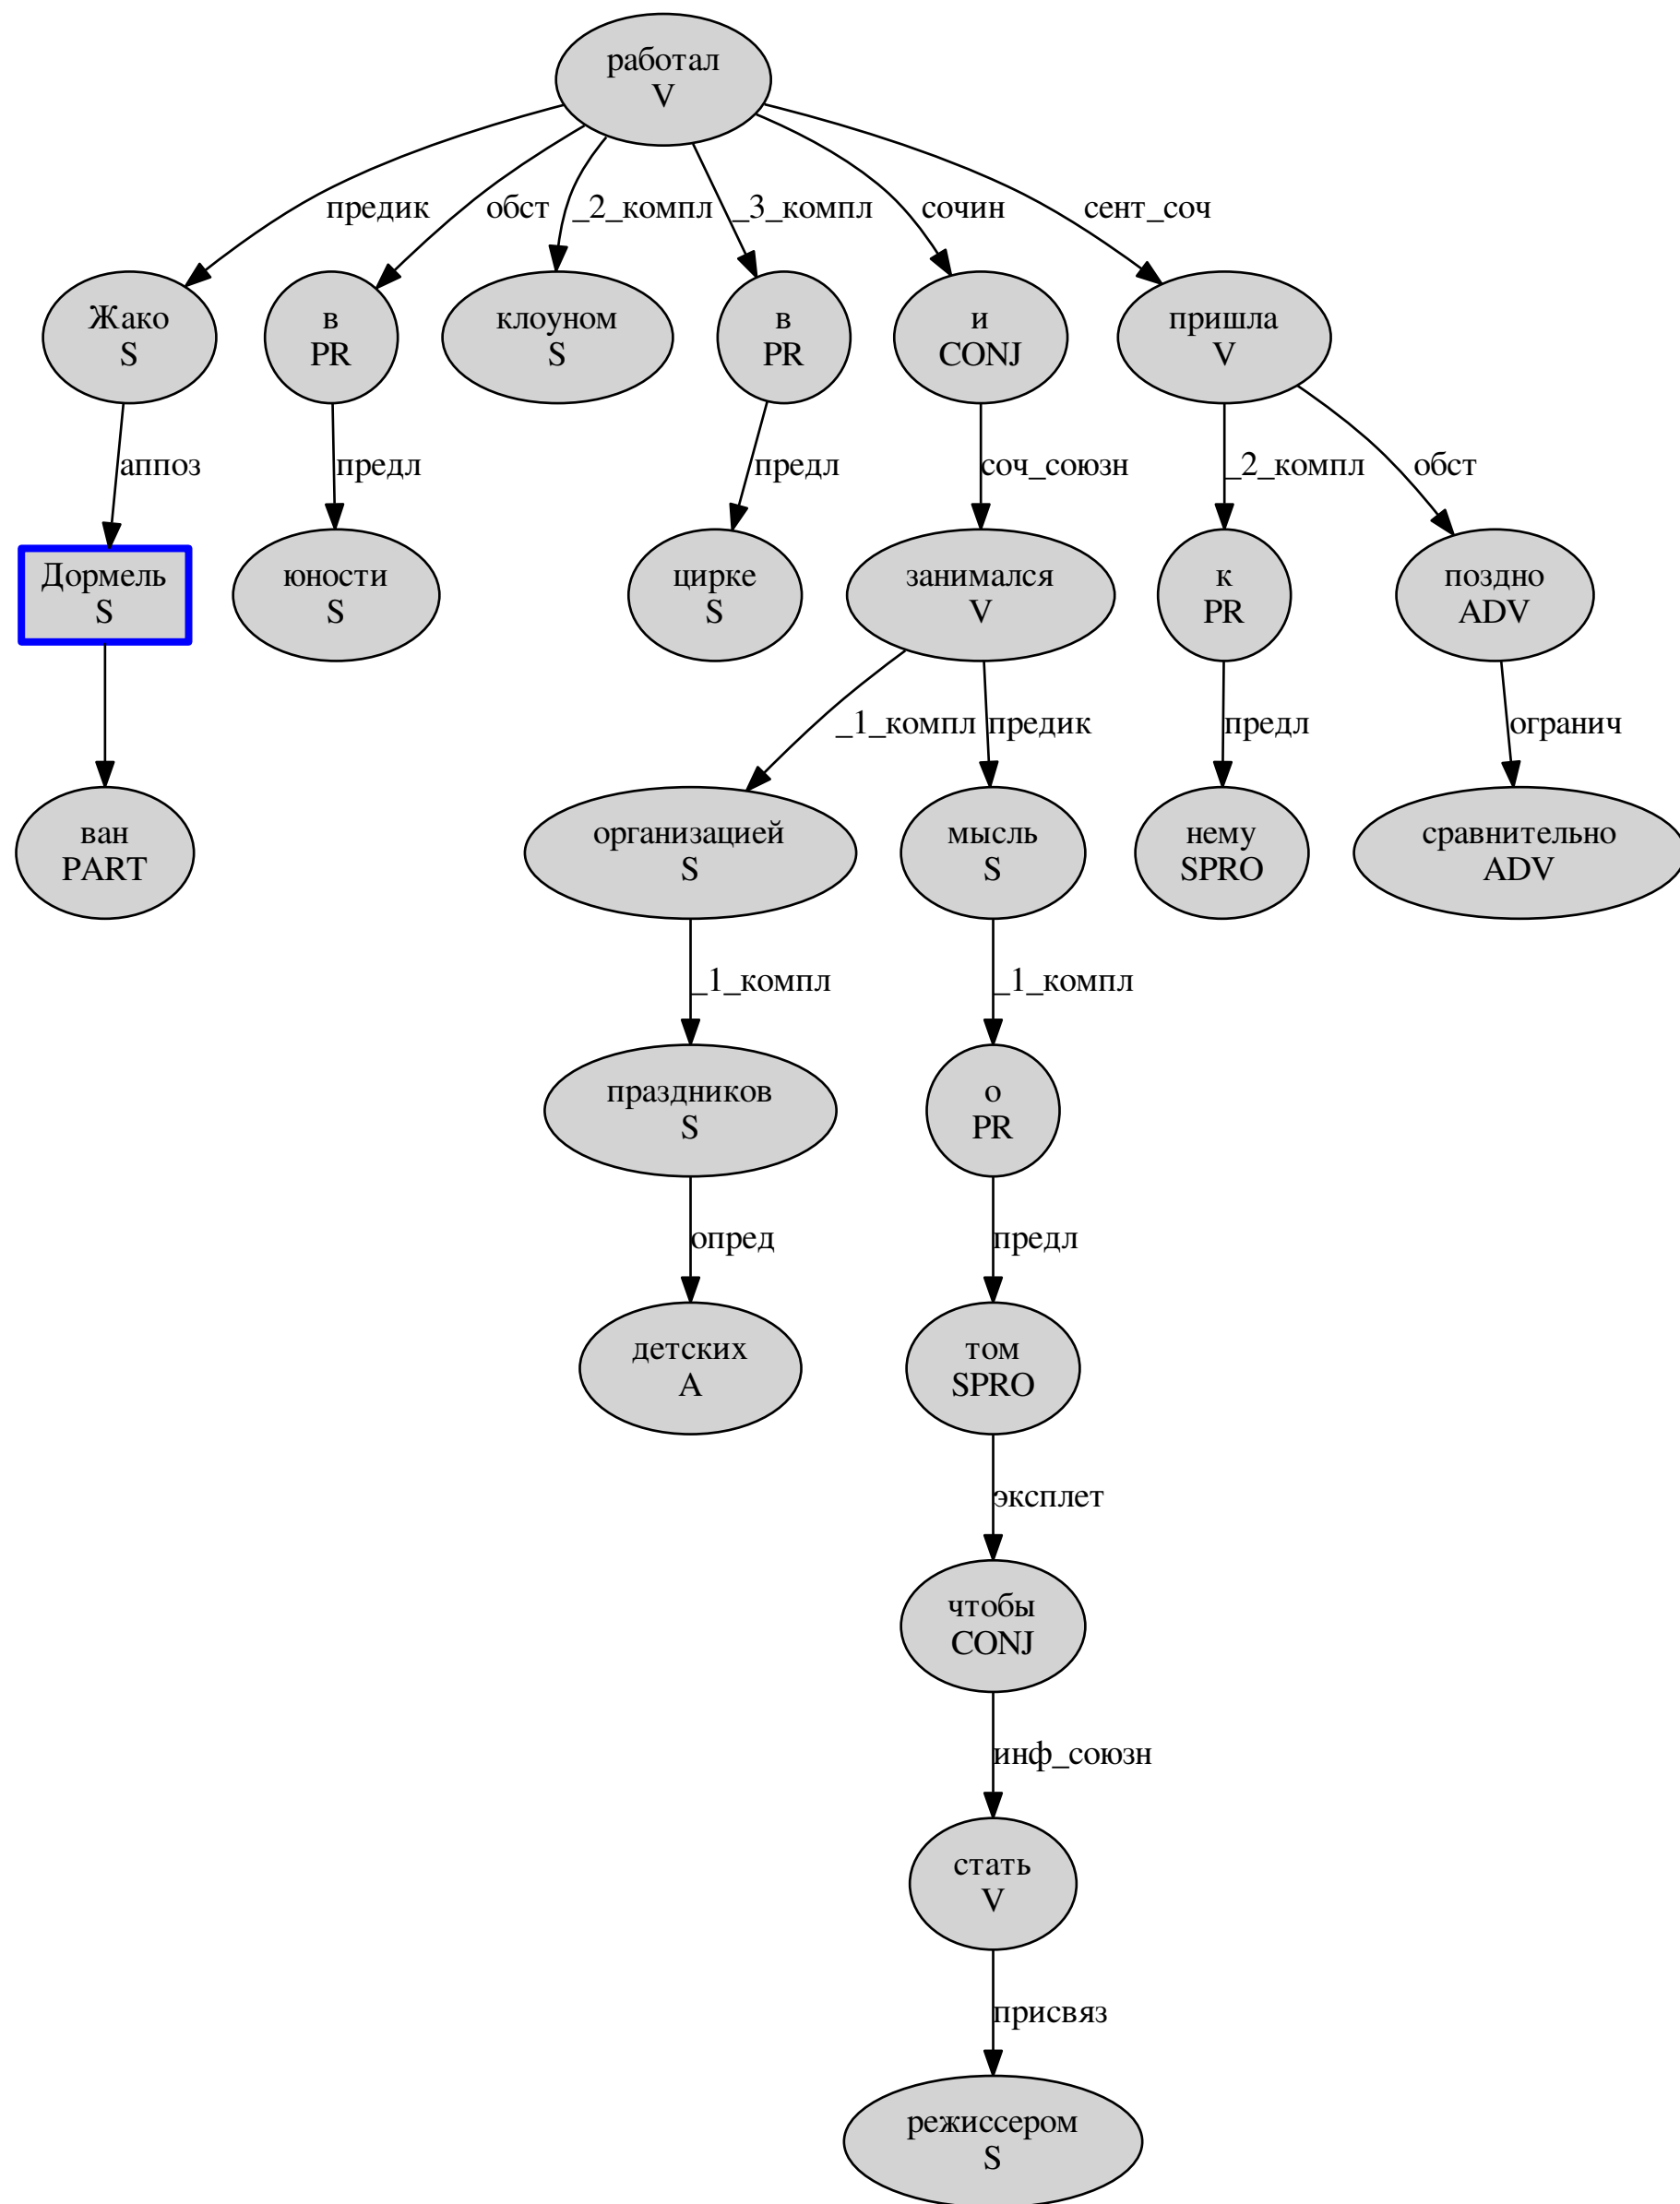 работал
V
предик
обст
_2_компл
_3_компл
сочин
сент_соч
Жако
S
в
PR
клоуном
S
в
PR
и
CONJ
пришла
V
аппоз
предл
предл
соч_союзн
_2_компл
обст
Дормель
S
юности
S
цирке
S
занимался
V
к
PR
поздно
ADV
_1_компл
предик
предл
огранич
ван
PART
организацией
S
мысль
S
нему
SPRO
сравнительно
ADV
_1_компл
_1_компл
праздников
S
о
PR
опред
предл
детских
A
том
SPRO
эксплет
чтобы
CONJ
инф_союзн
стать
V
присвяз
режиссером
S